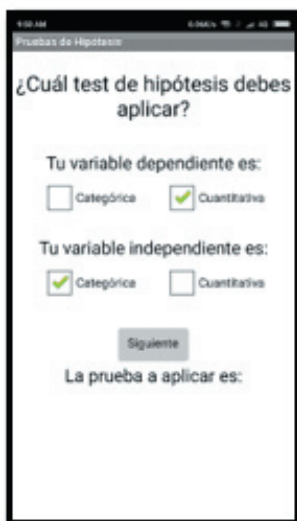 Pruebas de Hipótesis
¿Cuál test de hipótesis debes
aplicar?
Tu variable dependiente es:
Categórica Cuantitativa
Tu variable independiente es:
Categórica Cuantitativa
Siguiente
La prueba a aplicar es: